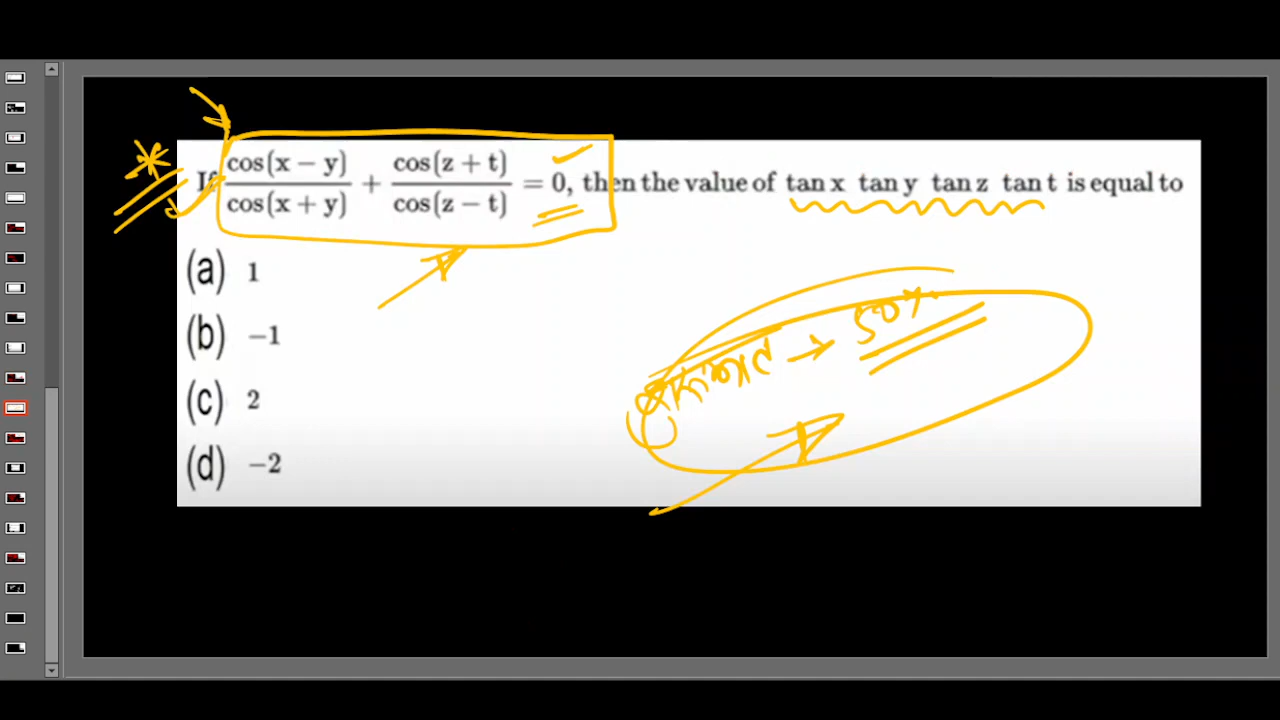 If cos(x − y)/cos(x + y) + cos(z + t)/cos(z − t) = 0, then the value of tan x tan y tan z tan t is equal to
(a) 1
(b) −1
(c) 2
(d) −2
→ 50%